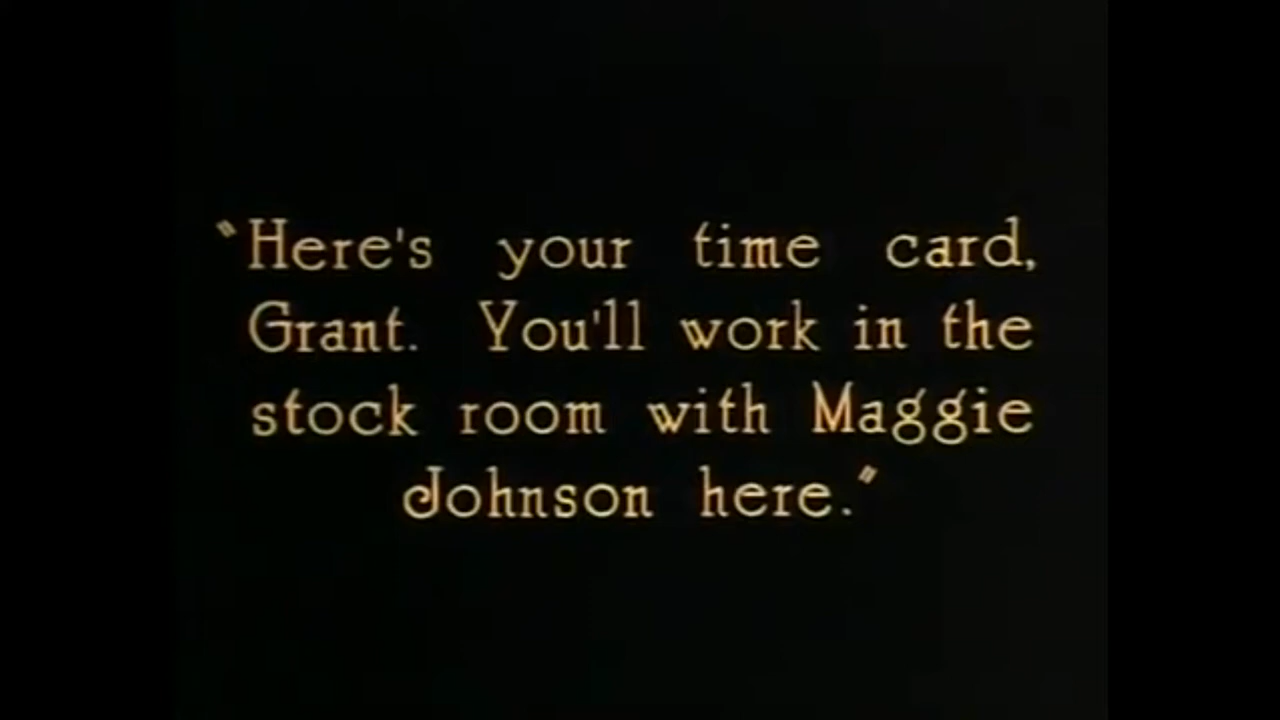 "Here's your time card,
Grant. You'll work in the
stock room with Maggie
Johnson here."